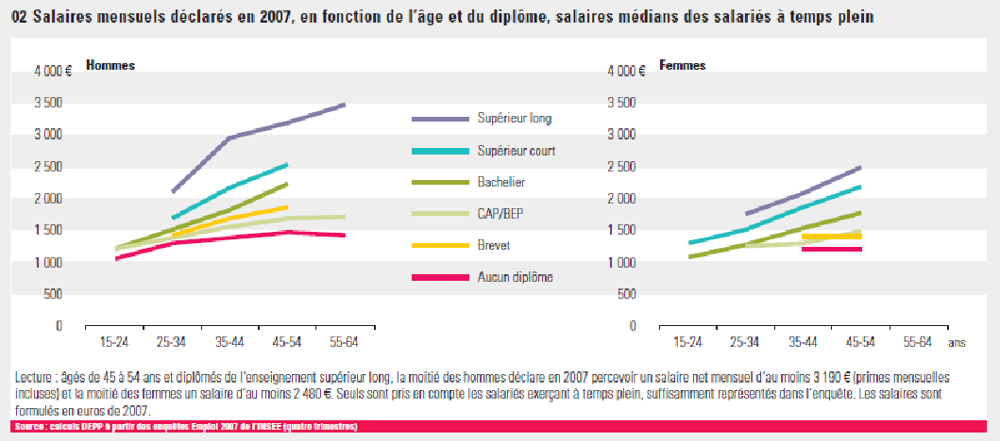 02 Salaires mensuels déclarés en 2007, en fonction de l'âge et du diplôme, salaires médians des salariés à temps plein
Hommes
4 000 €
3 500
3 000
2 500
2 000
1 500
1 000
500
0
15-24 25-34 35-44 45-54 55-64
Supérieur long
Supérieur court
Bachelier
CAP/BEP
Brevet
Aucun diplôme
Femmes
4 000 €
3 500
3 000
2 500
2 000
1 500
1 000
500
0
15-24 25-34 35-44 45-54 55-64 ans
Lecture : âgés de 45 à 54 ans et diplômés de l'enseignement supérieur long, la moitié des hommes déclare en 2007 percevoir un salaire net mensuel d'au moins 3 190 € (primes mensuelles
incluses) et la moitié des femmes un salaire d'au moins 2 480 €. Seuls sont pris en compte les salariés exerçant à temps plein, suffisamment représentés dans l'enquête. Les salaires sont
formulés en euros de 2007.
Source : calculs DEPP à partir des enquêtes Emploi 2007 de l'INSEE (quatre trimestres)